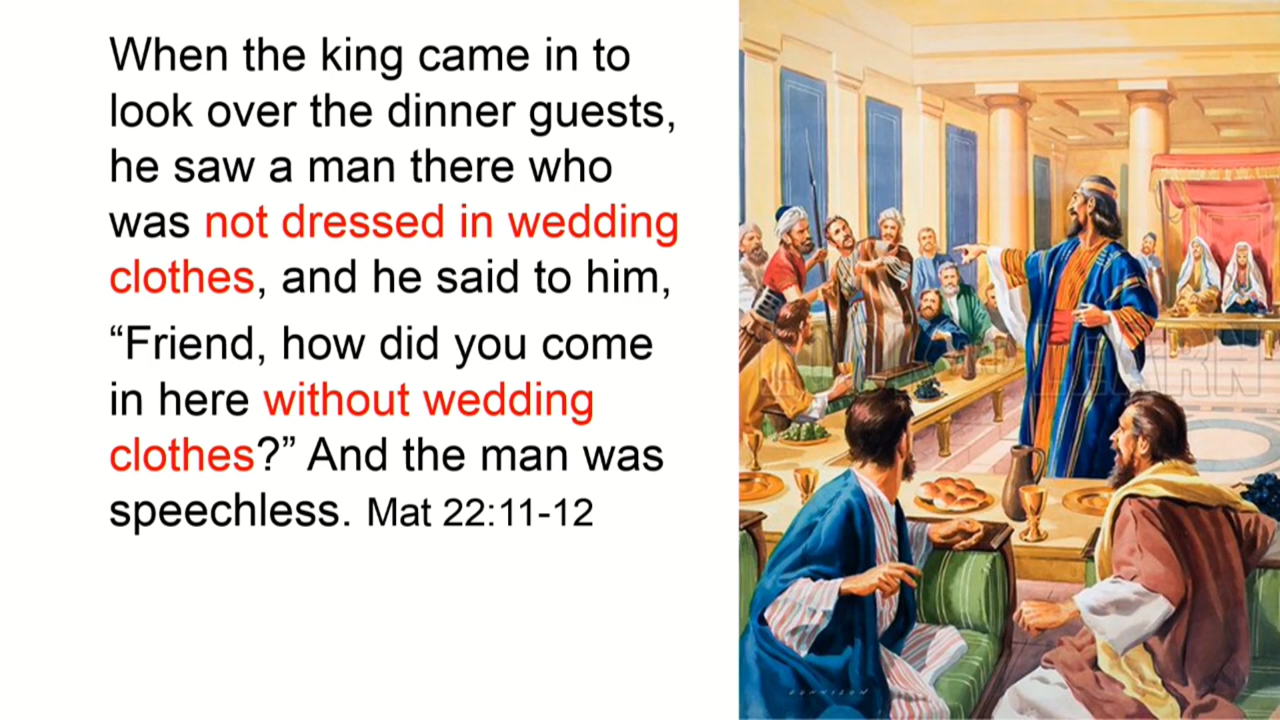 When the king came in to
look over the dinner guests,
he saw a man there who
was not dressed in wedding
clothes, and he said to him,
“Friend, how did you come
in here without wedding
clothes?” And the man was
speechless. Mat 22:11-12